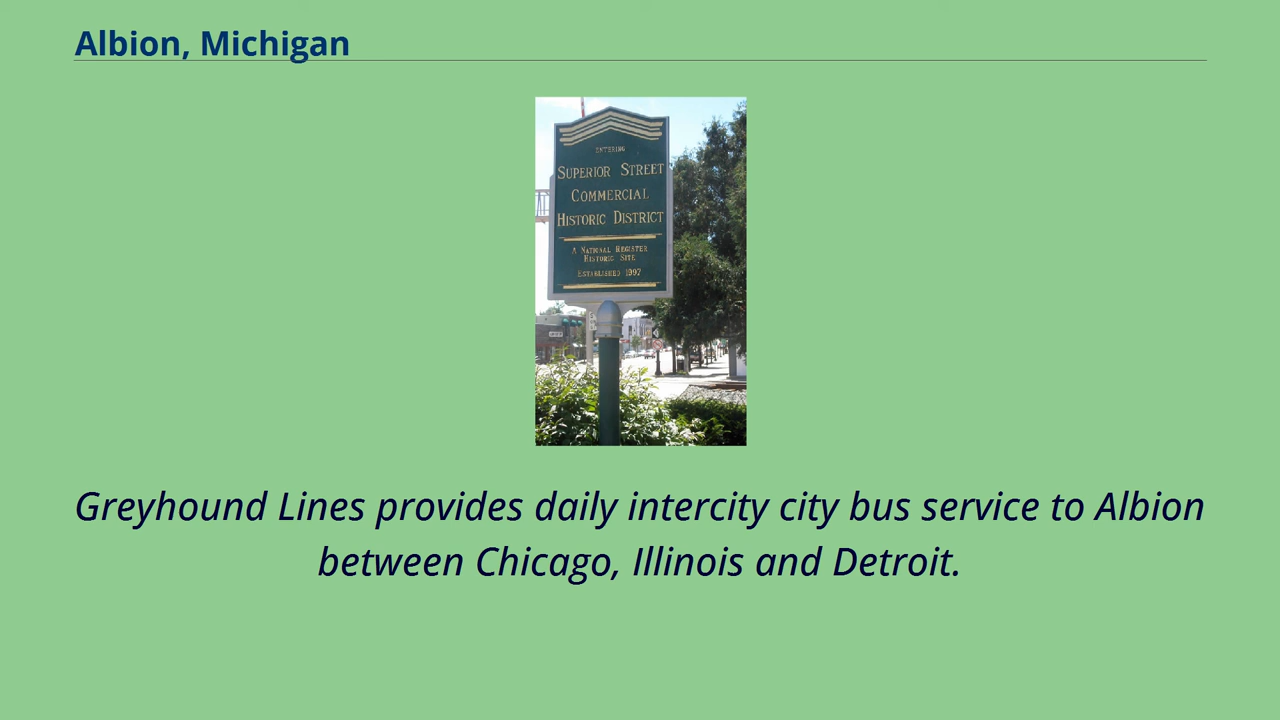 Albion, Michigan
ENTERING
SUPERIOR STREET
COMMERCIAL
HISTORIC DISTRICT
A NATIONAL REGISTER
HISTORIC SITE
ESTABLISHED 1997
Greyhound Lines provides daily intercity city bus service to Albion
between Chicago, Illinois and Detroit.